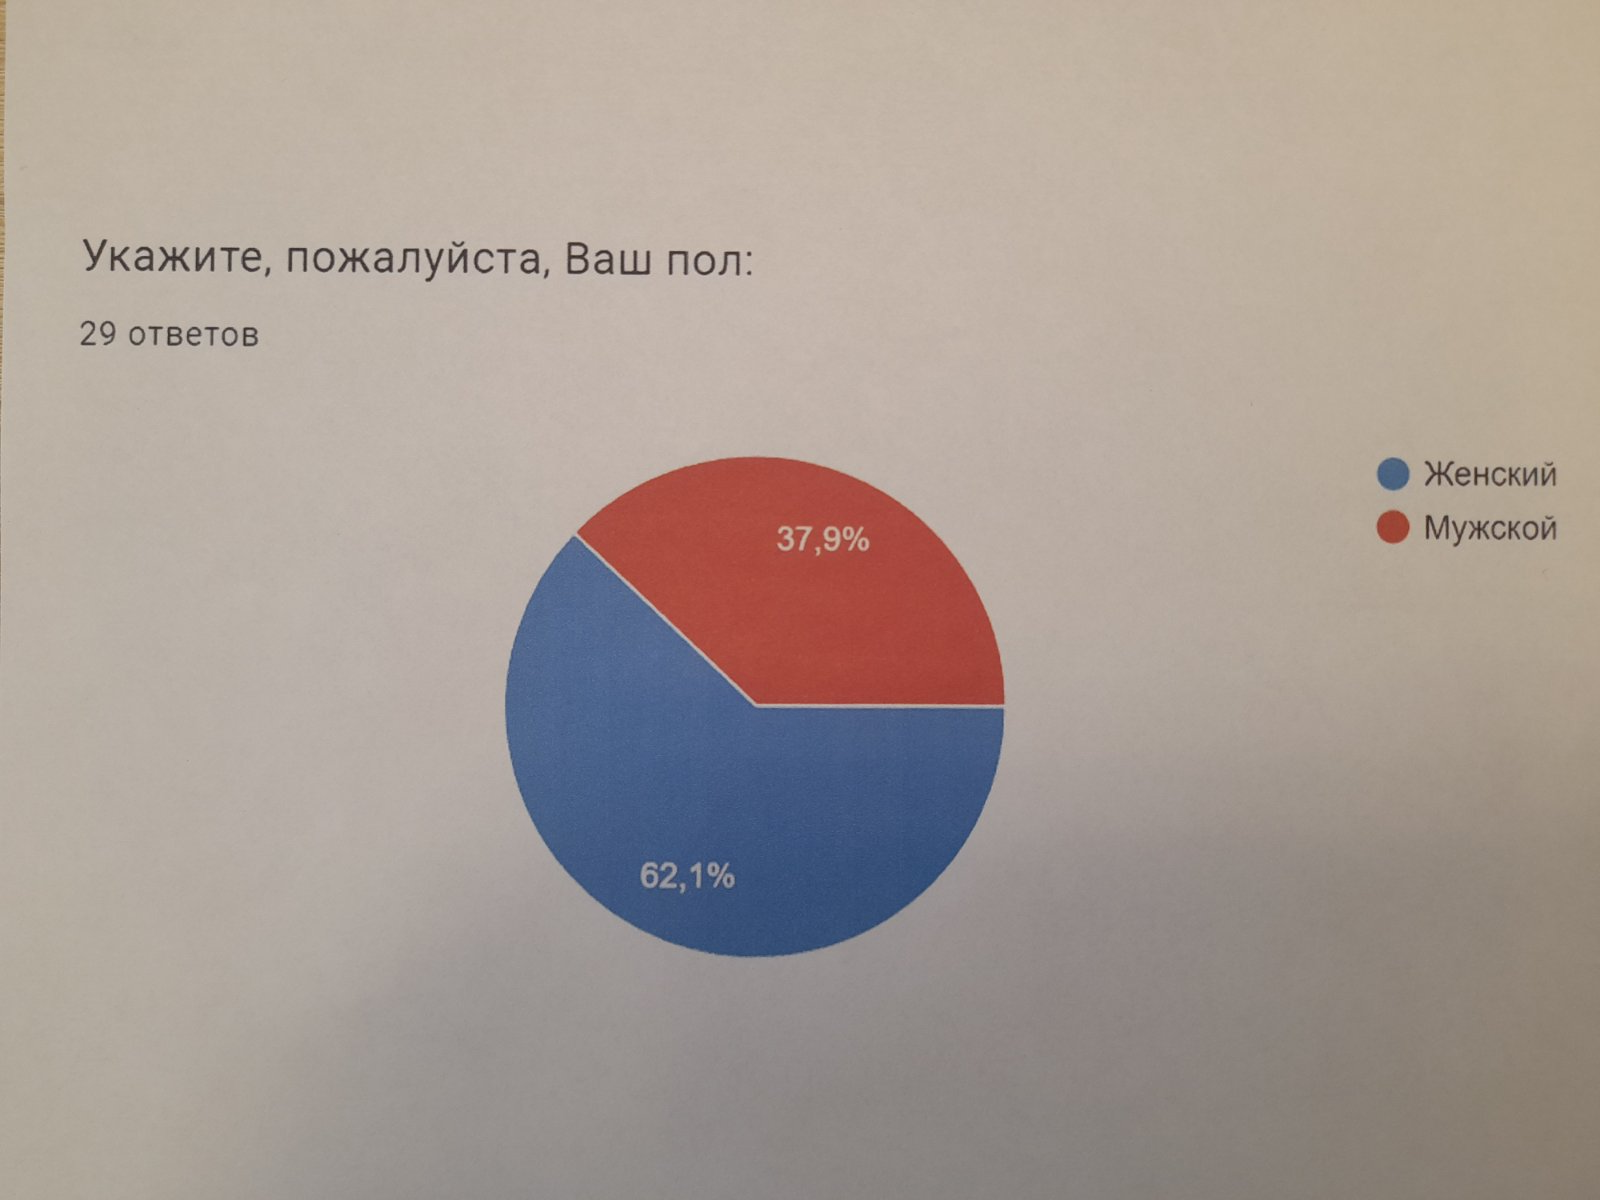 Укажите, пожалуйста, Ваш пол:
29 ответов
Женский
Мужской
37,9%
62,1%